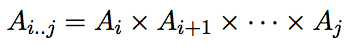 A_{i..j} = A_i × A_{i+1} × ⋯ × A_j